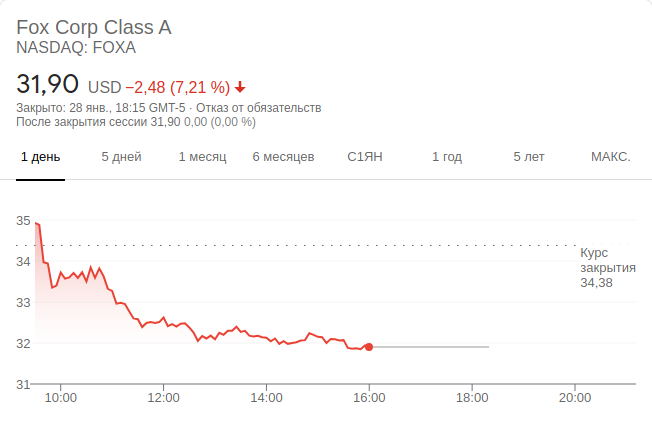 Fox Corp Class A
NASDAQ: FOXA
31,90 USD −2,48 (7,21 %)
Закрыто: 28 янв., 18:15 GMT-5 · Отказ от обязательств
После закрытия сессии 31,90 0,00 (0,00 %)
1 день 5 дней 1 месяц 6 месяцев С1ЯН 1 год 5 лет МАКС.
35
Курс
закрытия
34,38
34
33
32
31
10:00 12:00 14:00 16:00 18:00 20:00